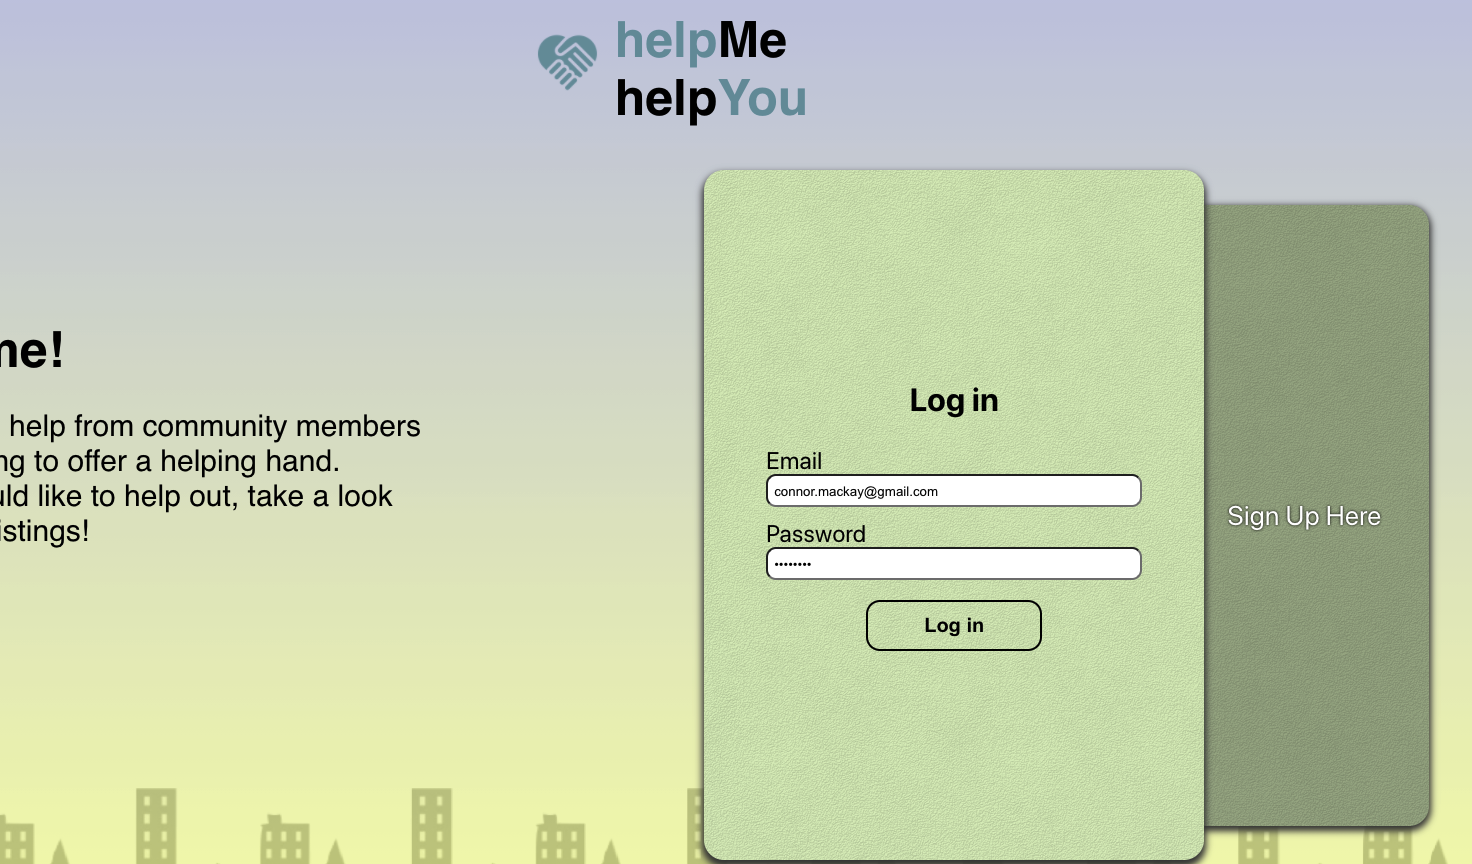 helpMe
helpYou
me!
help from community members
ng to offer a helping hand.
uld like to help out, take a look
istings!
Log in
Email
connor.mackay@gmail.com
Password
••••••••
Log in
Sign Up Here